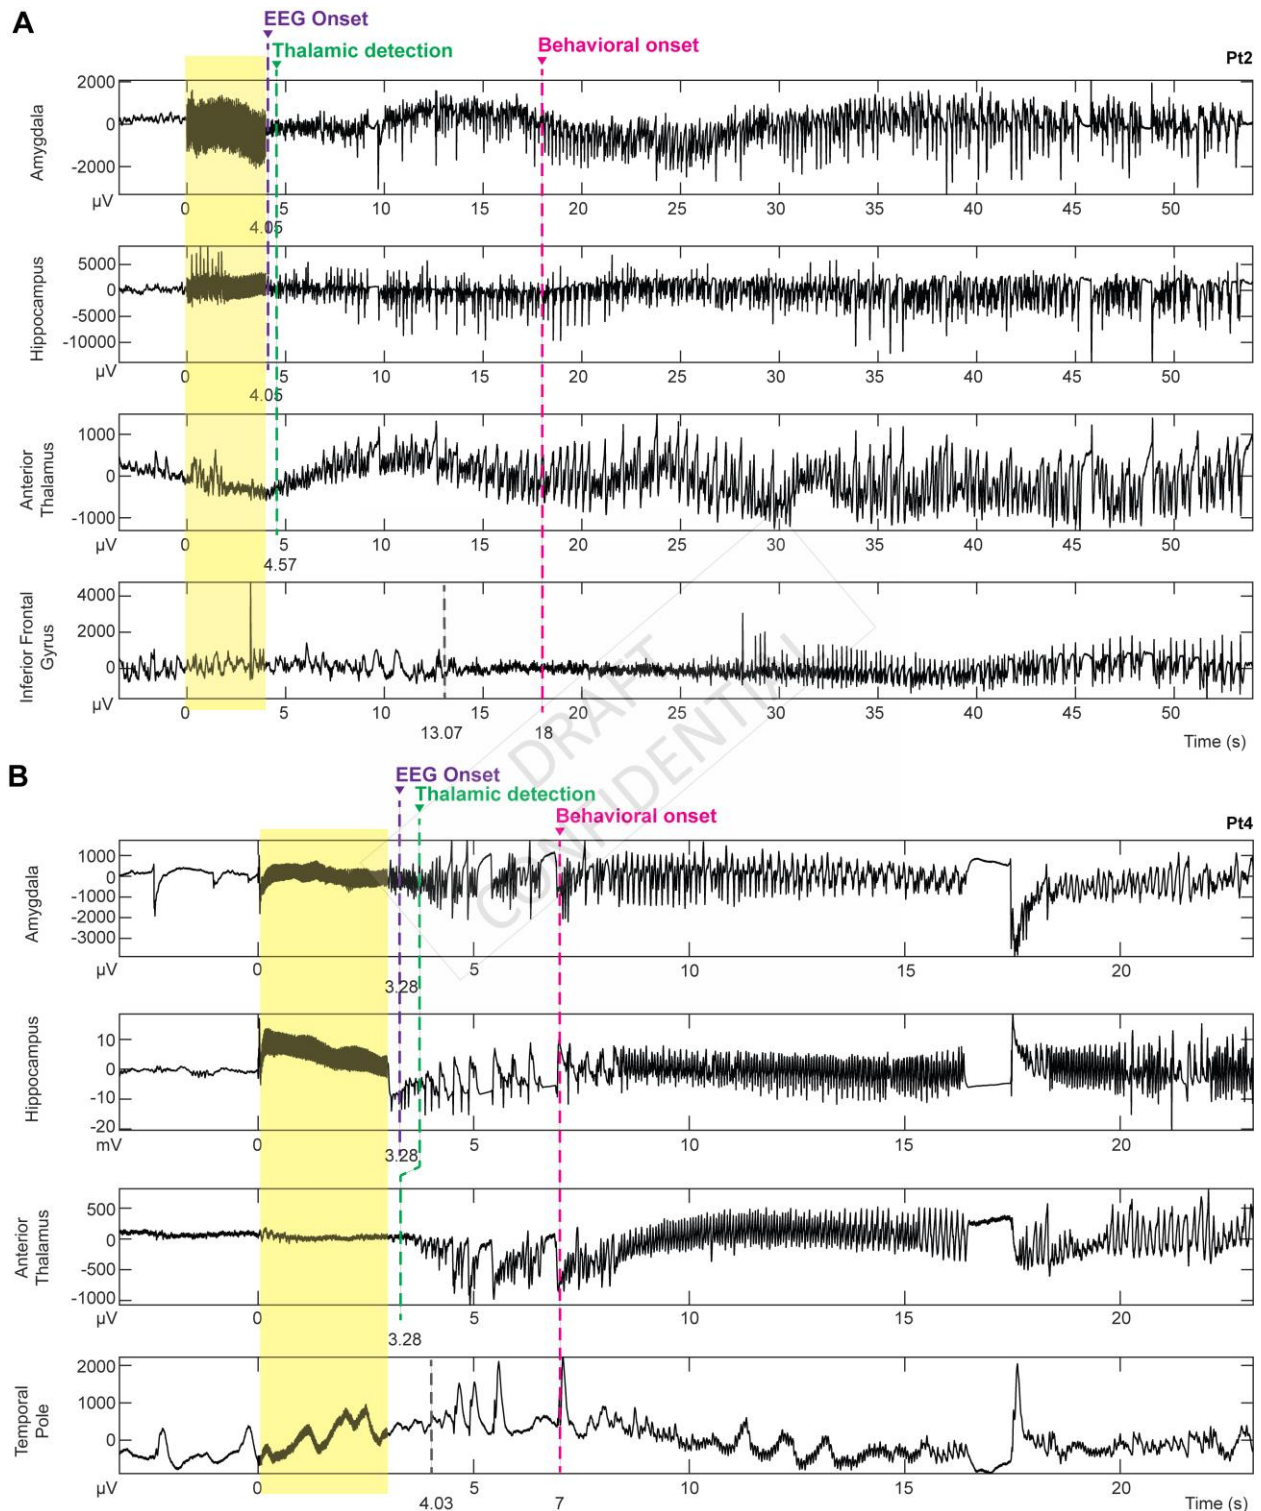 A
EEG Onset
Thalamic detection
Behavioral onset
Pt2
2000
0
-2000
Amygdala
µV
0 5 10 15 20 25 30 35 40 45 50
4.05
5000
0
-5000
-10000
Hippocampus
µV
0 5 10 15 20 25 30 35 40 45 50
4.05
1000
0
-1000
Anterior
Thalamus
µV
0 5 10 15 20 25 30 35 40 45 50
4.57
4000
2000
0
Inferior Frontal
Gyrus
µV
0 5 10 15 20 25 30 35 40 45 50
13.07 18
Time (s)
DRAFT
CONFIDENTIAL
B
EEG Onset
Thalamic detection
Behavioral onset
Pt4
1000
0
-1000
-2000
-3000
Amygdala
µV
0 5 10 15 20
3.28
10
0
-10
-20
Hippocampus
mV
0 5 10 15 20
3.28
500
0
-500
-1000
Anterior
Thalamus
µV
0 5 10 15 20
3.28
2000
1000
0
Temporal
Pole
µV
0 5 10 15 20
4.03 7
Time (s)